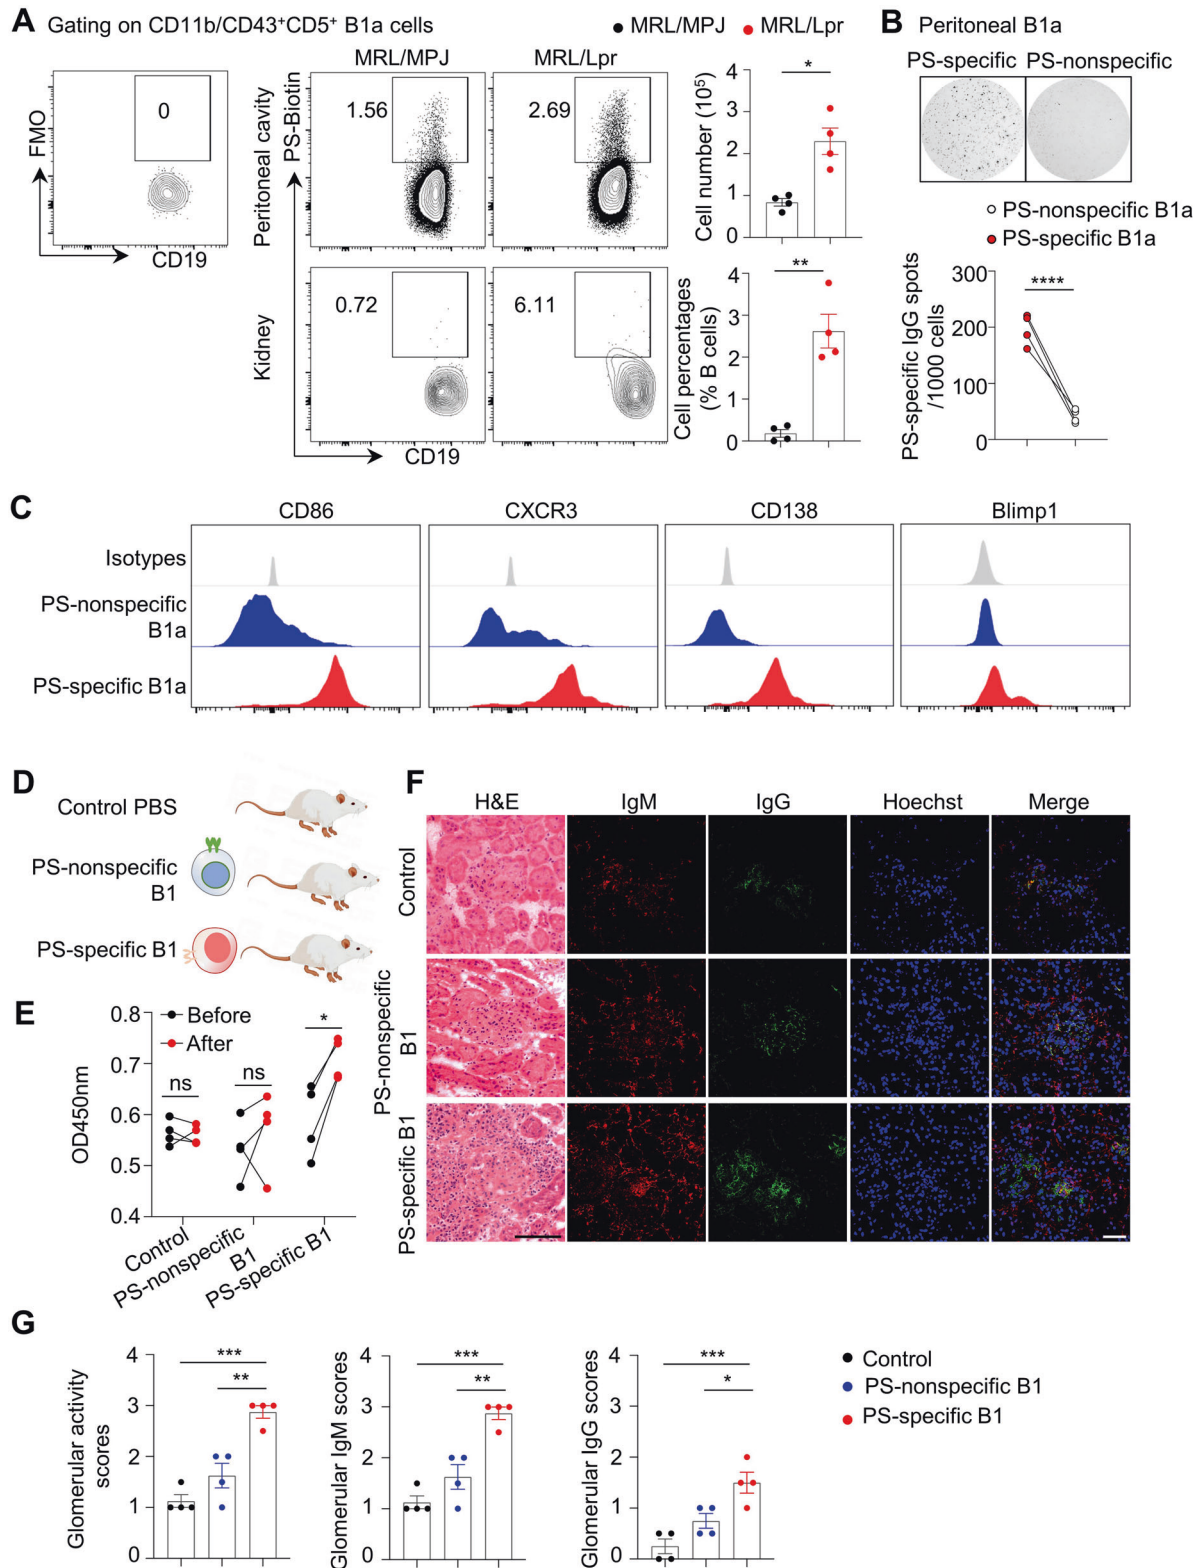 A Gating on CD11b/CD43⁺CD5⁺ B1a cells
MRL/MPJ MRL/Lpr
MRL/MPJ MRL/Lpr
FMO
0
CD19
PS-Biotin
Peritoneal cavity
1.56
2.69
Kidney
0.72
6.11
CD19
Cell number (10⁵)
4
3
2
1
0
*
Cell percentages
(% B cells)
4
3
2
1
0
**
B Peritoneal B1a
PS-specific PS-nonspecific
PS-nonspecific B1a
PS-specific B1a
PS-specific IgG spots
/1000 cells
300
200
100
0
****
C
CD86 CXCR3 CD138 Blimp1
Isotypes
PS-nonspecific
B1a
PS-specific B1a
D
Control PBS
PS-nonspecific
B1
PS-specific B1
E
Before
After
OD450nm
0.8
0.7
0.6
0.5
0.4
ns
ns
*
Control
PS-nonspecific
B1
PS-specific B1
F
H&E IgM IgG Hoechst Merge
Control
PS-nonspecific
B1
PS-specific B1
G
Glomerular activity
scores
4
3
2
1
0
***
**
Glomerular IgM scores
4
3
2
1
0
***
**
Glomerular IgG scores
4
3
2
1
0
***
*
Control
PS-nonspecific B1
PS-specific B1